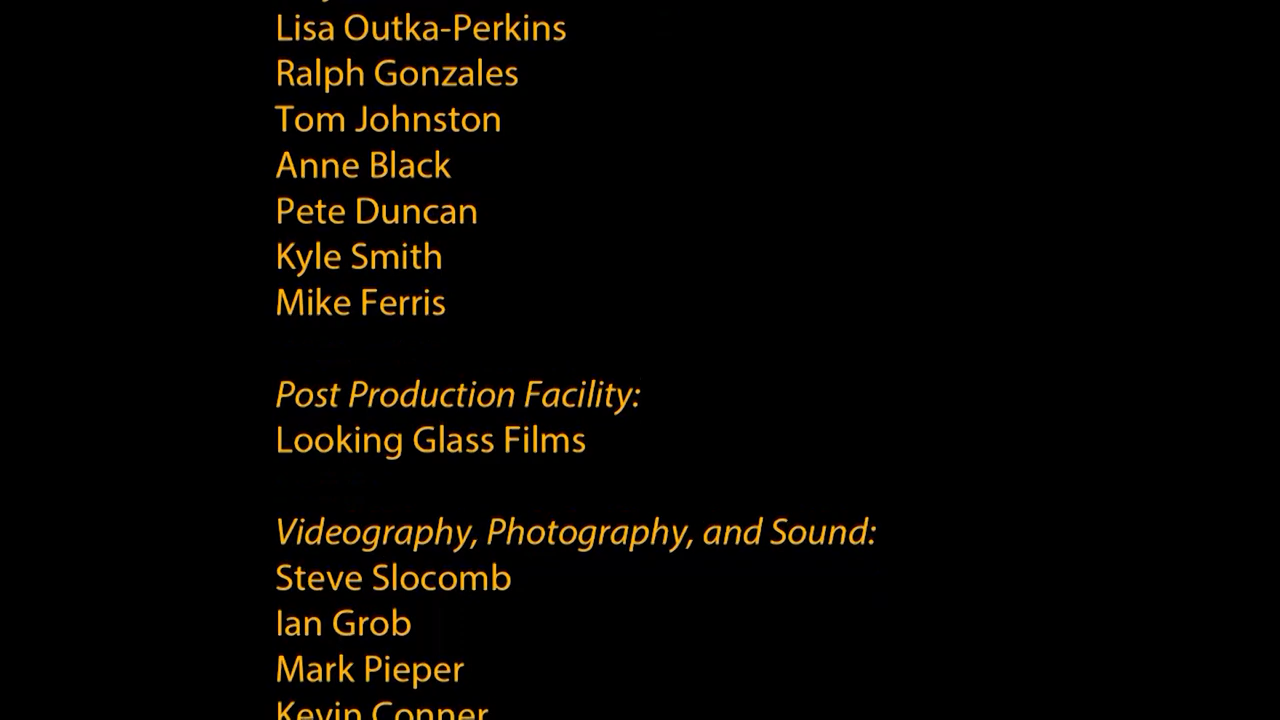 Lisa Outka-Perkins
Ralph Gonzales
Tom Johnston
Anne Black
Pete Duncan
Kyle Smith
Mike Ferris
Post Production Facility:
Looking Glass Films
Videography, Photography, and Sound:
Steve Slocomb
Ian Grob
Mark Pieper
Kevin Conner